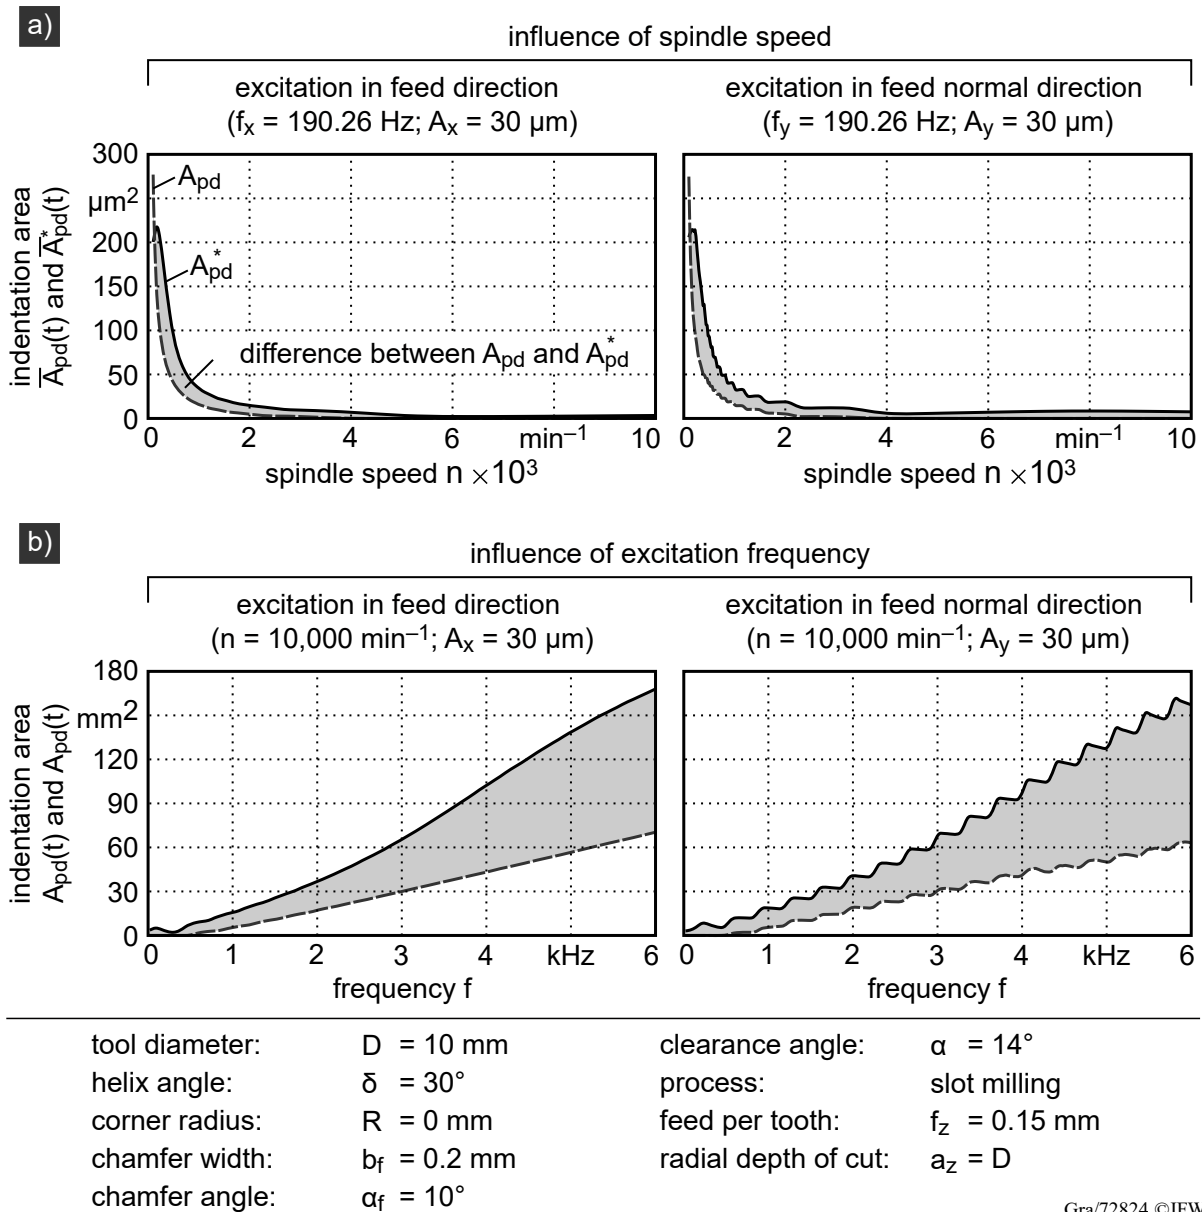 a)
influence of spindle speed
excitation in feed direction
(fx = 190.26 Hz; Ax = 30 µm)
excitation in feed normal direction
(fy = 190.26 Hz; Ay = 30 µm)
indentation area
A̅pd(t) and A̅*pd(t)
300
µm²
200
150
100
50
0
Apd
Apd*
difference between Apd and Apd*
0 2 4 6 min⁻¹ 10
spindle speed n ×10³
0 2 4 6 min⁻¹ 10
spindle speed n ×10³
b)
influence of excitation frequency
excitation in feed direction
(n = 10,000 min⁻¹; Ax = 30 µm)
excitation in feed normal direction
(n = 10,000 min⁻¹; Ay = 30 µm)
indentation area
Apd(t) and Apd(t)
180
mm²
120
90
60
30
0
0 1 2 3 4 kHz 6
frequency f
0 1 2 3 4 kHz 6
frequency f
tool diameter: D = 10 mm
helix angle: δ = 30°
corner radius: R = 0 mm
chamfer width: bf = 0.2 mm
chamfer angle: αf = 10°
clearance angle: α = 14°
process: slot milling
feed per tooth: fz = 0.15 mm
radial depth of cut: az = D
Gra/72824 ©IFW